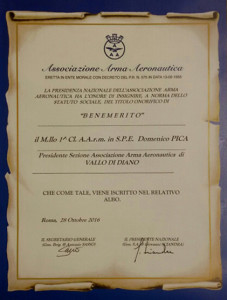 Associazione Arma Aeronautica
LA PRESIDENZA NAZIONALE DELL'ASSOCIAZIONE ARMA
AERONAUTICA HA L'ONORE DI INSIGNIRE, A NORMA DELLO
STATUTO SOCIALE, DEL TITOLO ONORIFICO DI
"BENEMERITO"
il M.llo 1ª Cl. A.A.r.m. in S.P.E. Domenico PICA
Presidente Sezione Associazione Arma Aeronautica di
VALLO DI DIANO
CHE COME TALE, VIENE ISCRITTO NEL RELATIVO
ALBO.
Roma, 28 Ottobre 2016
IL SEGRETARIO GENERALE
IL PRESIDENTE NAZIONALE